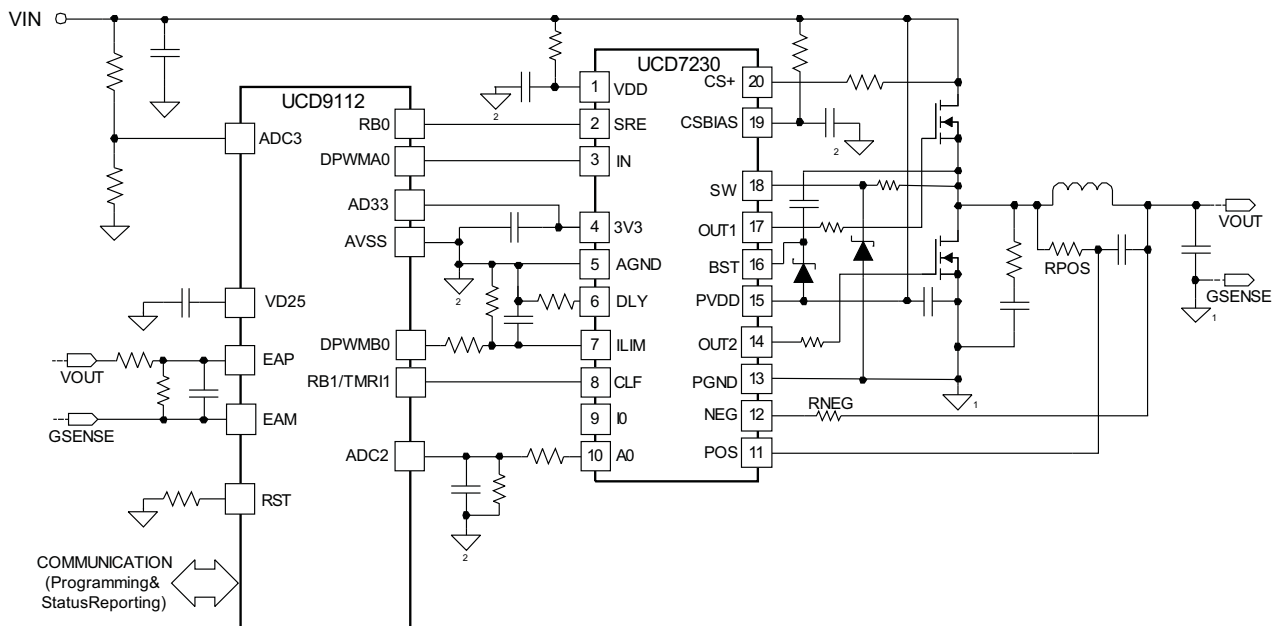 VIN
UCD9112
ADC3
RB0
DPWMA0
AD33
AVSS
VD25
EAP
DPWMB0
VOUT
RB1/TMRI1
EAM
GSENSE
ADC2
RST
COMMUNICATION
(Programming&
StatusReporting)
UCD7230
1 VDD
2 SRE
3 IN
4 3V3
5 AGND
6 DLY
7 ILIM
8 CLF
9 I0
10 A0
CS+ 20
CSBIAS 19
SW 18
OUT1 17
BST 16
PVDD 15
OUT2 14
PGND 13
NEG 12
POS 11
2
2
2
2
1
1
RNEG
RPOS
VOUT
GSENSE